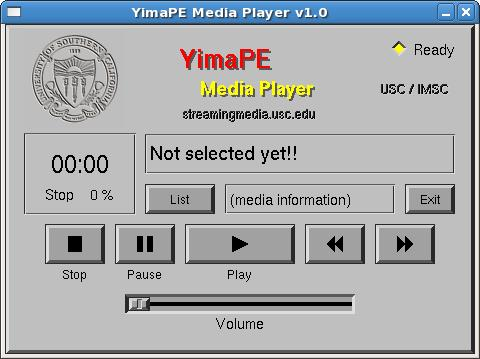 YimaPE Media Player v1.0
UNIVERSITY OF SOUTHERN CALIFORNIA
YimaPE
Media Player
streamingmedia.usc.edu
Ready
USC / IMSC
00:00
Stop 0 %
Not selected yet!!
List
(media information)
Exit
Stop
Pause
Play
Volume